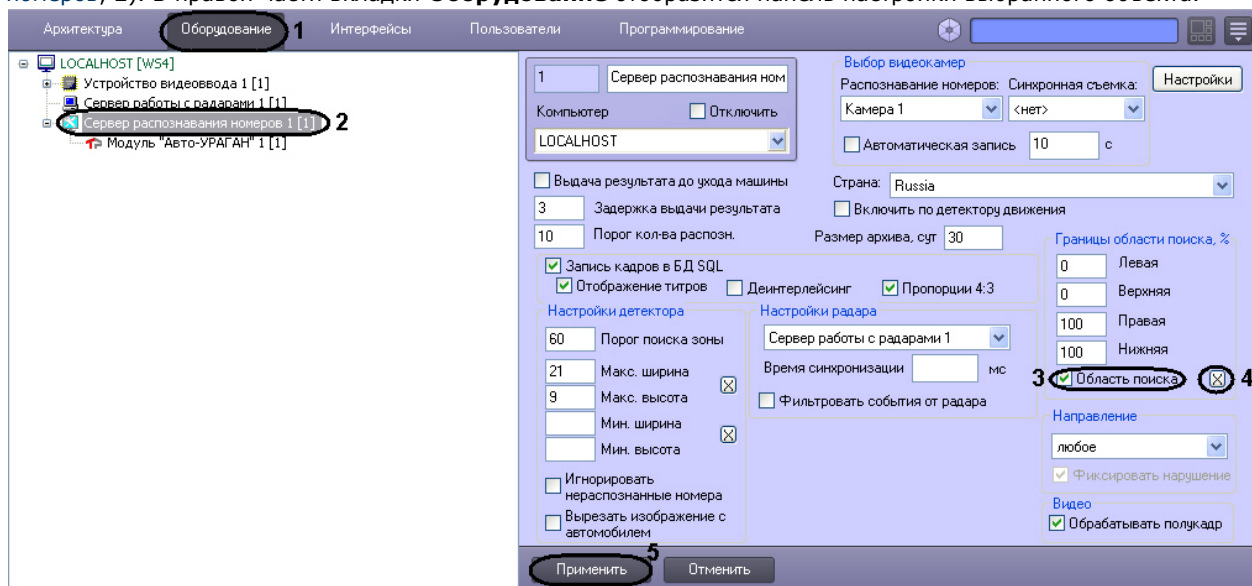 номеров, 2). В правой части вкладки Оборудование отобразится панель настройки выбранного объекта.
Архитектура Оборудование 1 Интерфейсы Пользователи Программирование
LOCALHOST [WS4]
Устройство видеоввода 1 [1]
Сервер работы с радарами 1 [1]
Сервер распознавания номеров 1 [1] 2
Модуль "Авто-УРАГАН" 1 [1]
1 Сервер распознавания ном
Компьютер Отключить
LOCALHOST
Выбор видеокамер
Распознавание номеров: Синхронная съемка:
Настройки
Камера 1 <нет>
Автоматическая запись 10 с
Выдача результата до ухода машины
3 Задержка выдачи результата
10 Порог кол-ва распозн.
Страна: Russia
Включить по детектору движения
Размер архива, сут 30
Запись кадров в БД SQL
Отображение титров Деинтерлейсинг Пропорции 4:3
Границы области поиска, %
0 Левая
0 Верхняя
100 Правая
100 Нижняя
3 Область поиска 4
Настройки детектора
60 Порог поиска зоны
21 Макс. ширина
9 Макс. высота
Мин. ширина
Мин. высота
Игнорировать
нераспознанные номера
Вырезать изображение с
автомобилем
Настройки радара
Сервер работы с радарами 1
Время синхронизации мс
Фильтровать события от радара
Направление
любое
Фиксировать нарушение
Видео
Обрабатывать полукадр
5
Применить Отменить